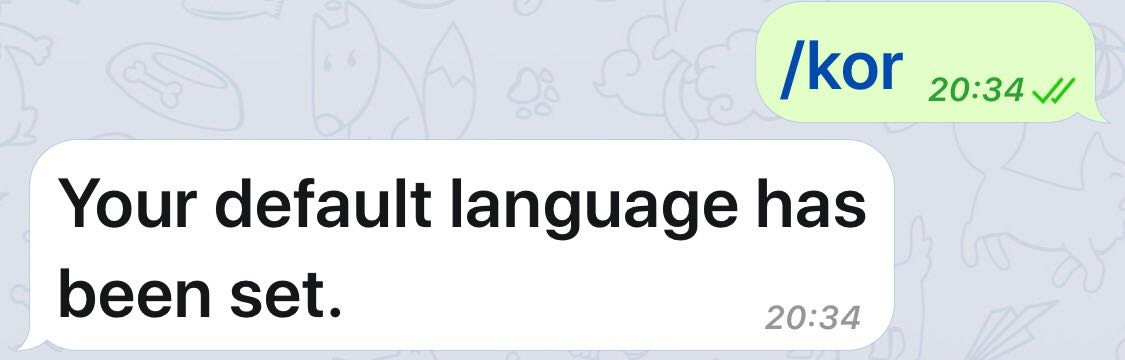 /kor 20:34
Your default language has
been set.
20:34